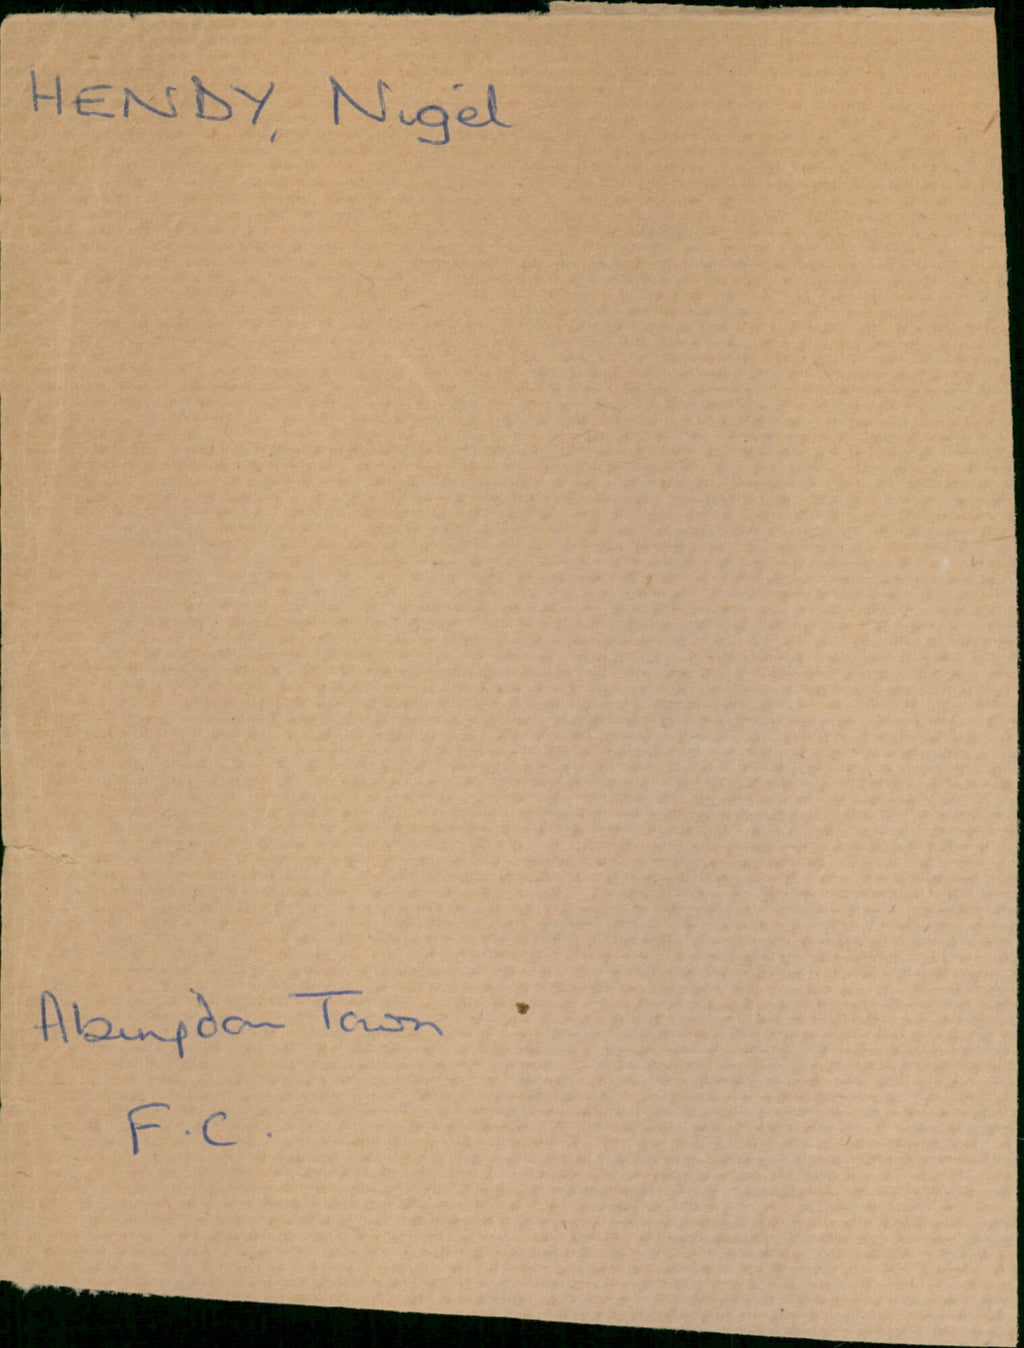 HENDY, Nigel
Abingdon Town
F.C.